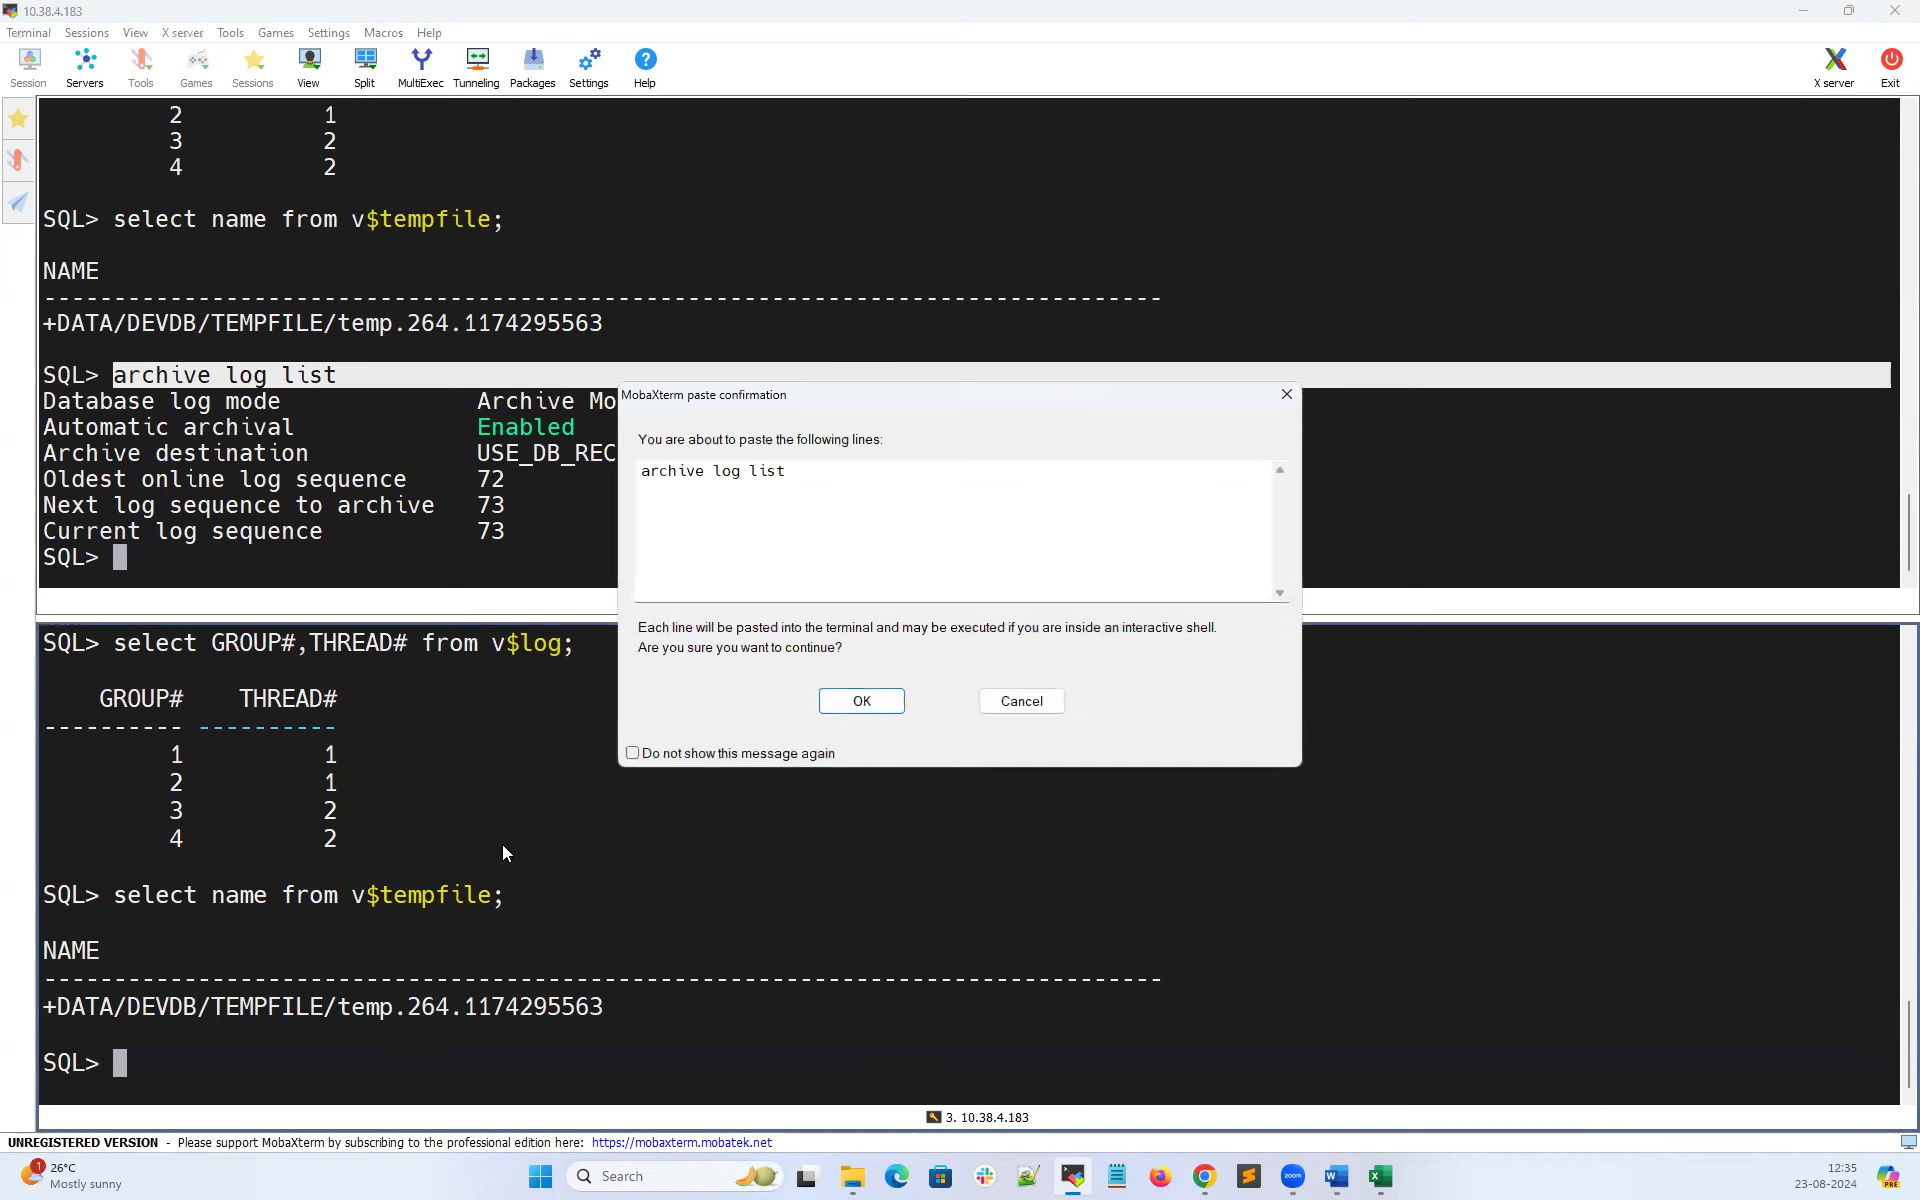 10.38.4.183
Terminal Sessions View X server Tools Games Settings Macros Help
Session Servers Tools Games Sessions View Split MultiExec Tunneling Packages Settings Help X server Exit
2 1
3 2
4 2
SQL> select name from v$tempfile;
NAME
--------------------------------------------------------------------------------
+DATA/DEVDB/TEMPFILE/temp.264.1174295563
SQL> archive log list
Database log mode Archive Mo
Automatic archival Enabled
Archive destination USE_DB_REC
Oldest online log sequence 72
Next log sequence to archive 73
Current log sequence 73
SQL>
MobaXterm paste confirmation
You are about to paste the following lines:
archive log list
Each line will be pasted into the terminal and may be executed if you are inside an interactive shell.
Are you sure you want to continue?
OK Cancel
Do not show this message again
SQL> select GROUP#,THREAD# from v$log;
GROUP# THREAD#
---------- ----------
1 1
2 1
3 2
4 2
SQL> select name from v$tempfile;
NAME
--------------------------------------------------------------------------------
+DATA/DEVDB/TEMPFILE/temp.264.1174295563
SQL>
3. 10.38.4.183
UNREGISTERED VERSION - Please support MobaXterm by subscribing to the professional edition here: https://mobaxterm.mobatek.net
1
26°C
Mostly sunny
Search
zoom
PRE
12:35
23-08-2024